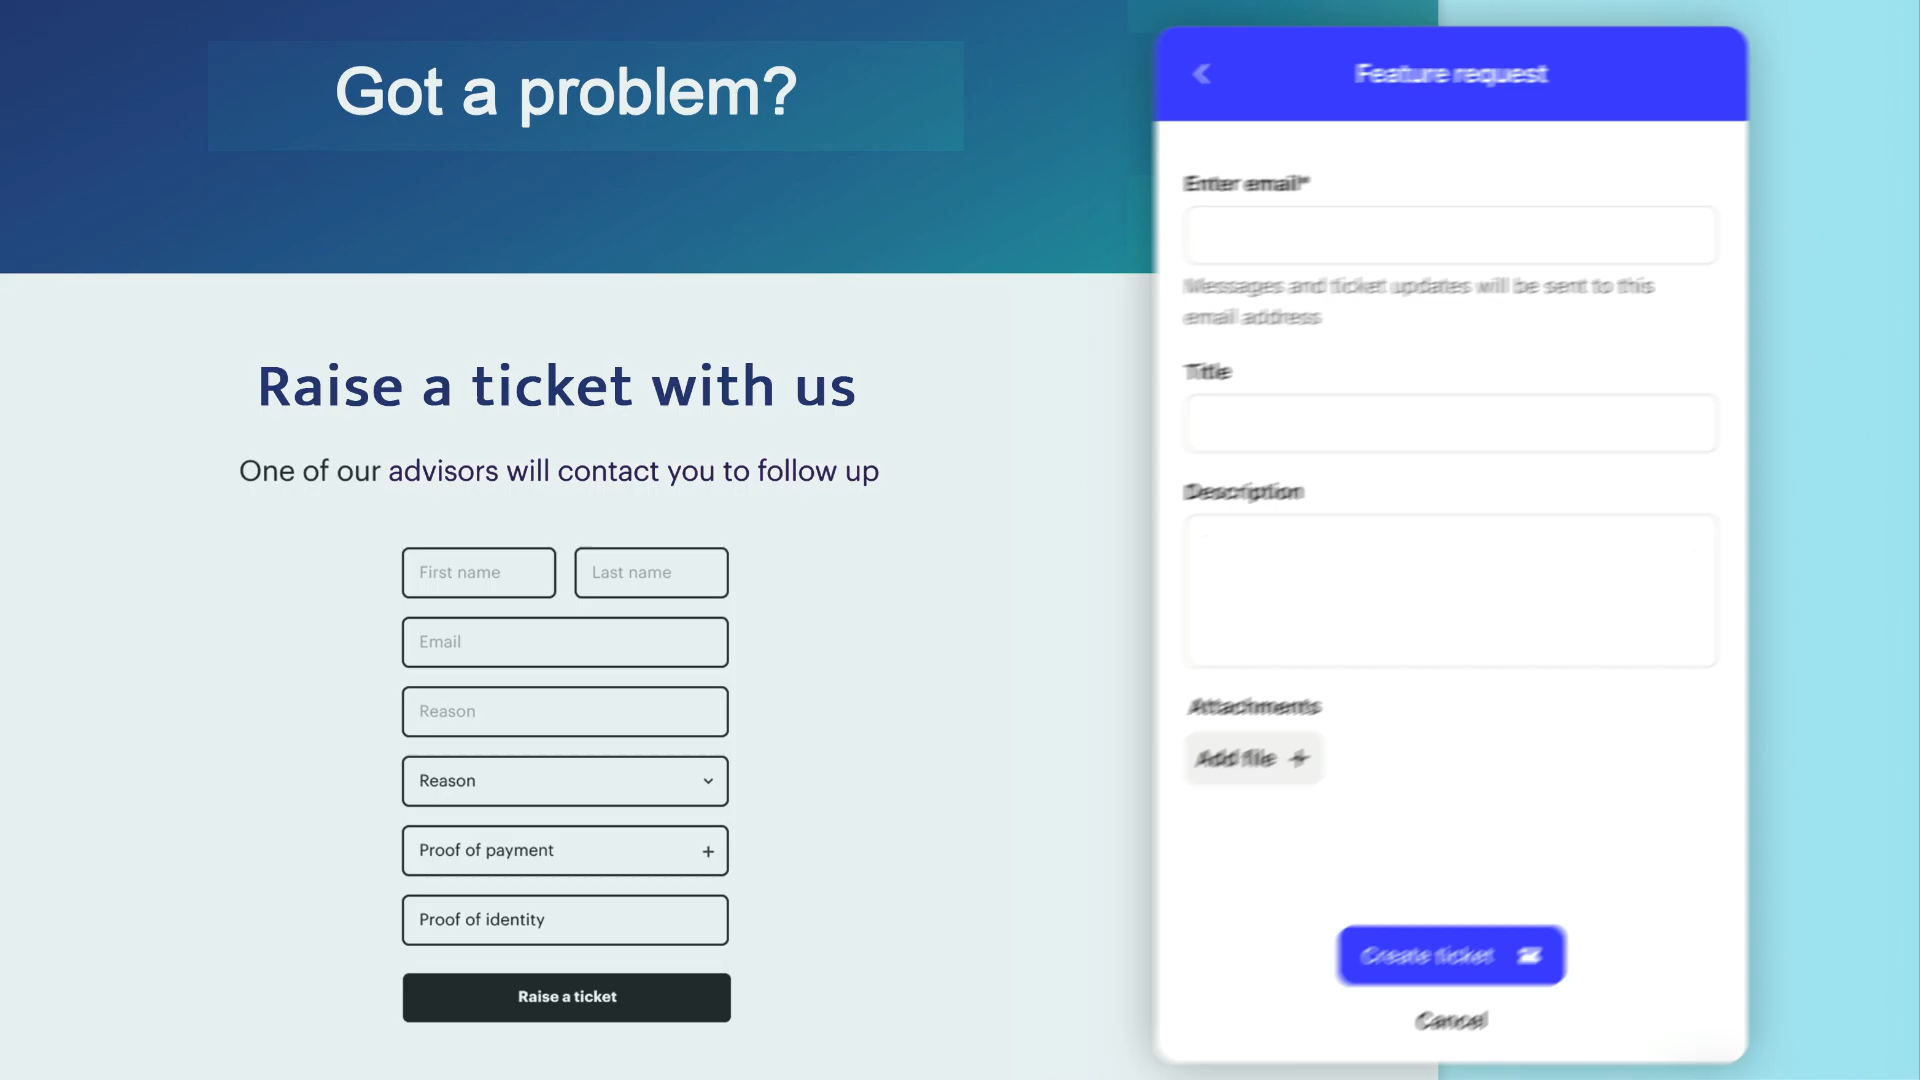 Got a problem?
Raise a ticket with us
One of our advisors will contact you to follow up
First name
Last name
Email
Reason
Reason
Proof of payment
Proof of identity
Raise a ticket
Feature request
Enter email*
Messages and ticket updates will be sent to this
email address
Title
Description
Attachments
Add file
Create ticket
Cancel